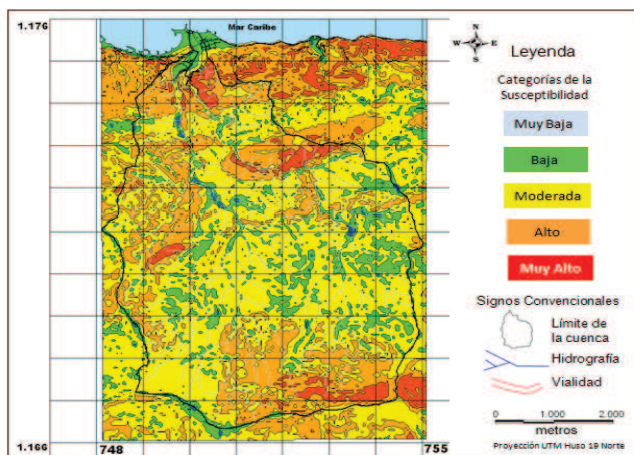 1.176
Mar Caribe
N
W E
S
Leyenda
Categorías de la
Susceptibilidad
Muy Baja
Baja
Moderada
Alto
Muy Alto
Signos Convencionales
Límite de
la cuenca
Hidrografía
Vialidad
0 1.000 2.000
metros
Proyección UTM Huso 19 Norte
1.166
748
755